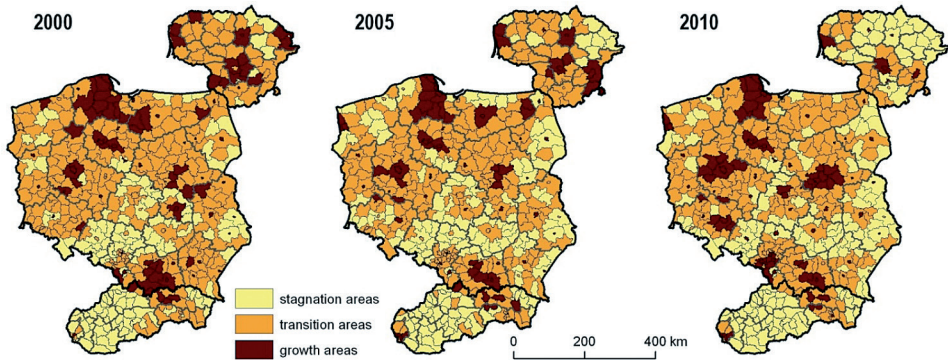 2000
2005
2010
stagnation areas
transition areas
growth areas
0 200 400 km